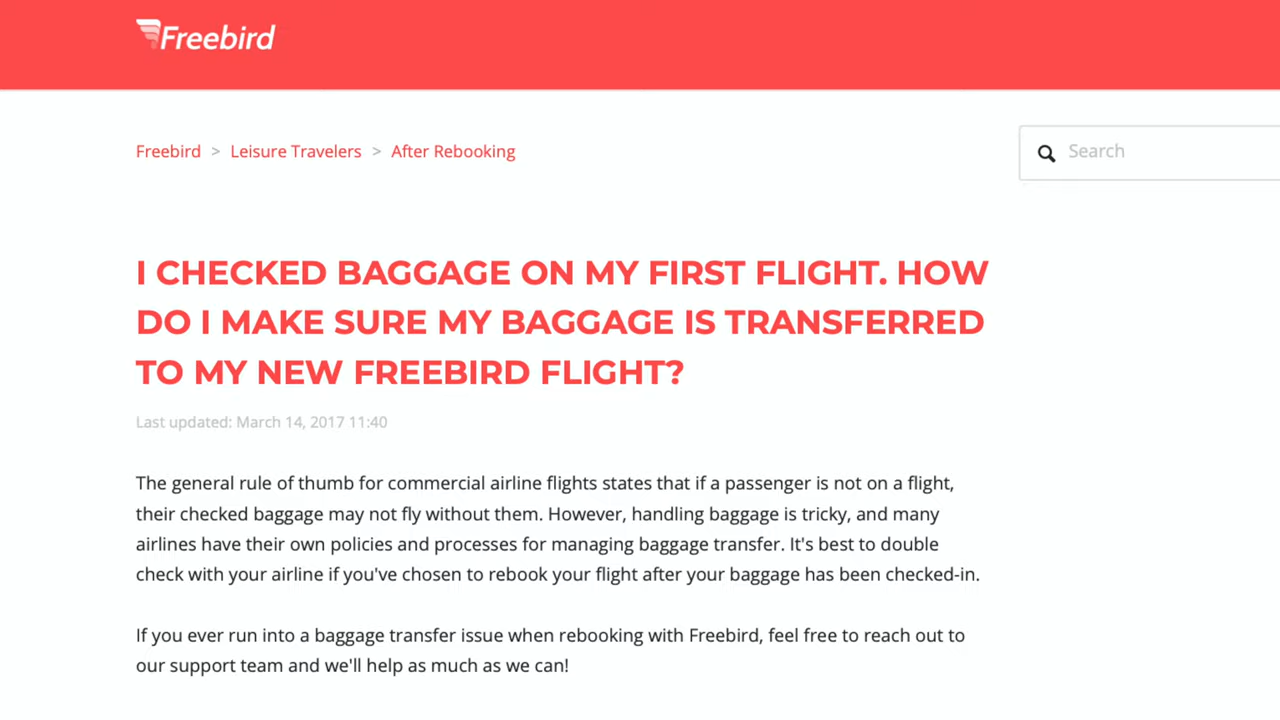 Freebird
Freebird > Leisure Travelers > After Rebooking
Search
I CHECKED BAGGAGE ON MY FIRST FLIGHT. HOW
DO I MAKE SURE MY BAGGAGE IS TRANSFERRED
TO MY NEW FREEBIRD FLIGHT?
Last updated: March 14, 2017 11:40
The general rule of thumb for commercial airline flights states that if a passenger is not on a flight,
their checked baggage may not fly without them. However, handling baggage is tricky, and many
airlines have their own policies and processes for managing baggage transfer. It's best to double
check with your airline if you've chosen to rebook your flight after your baggage has been checked-in.
If you ever run into a baggage transfer issue when rebooking with Freebird, feel free to reach out to
our support team and we'll help as much as we can!